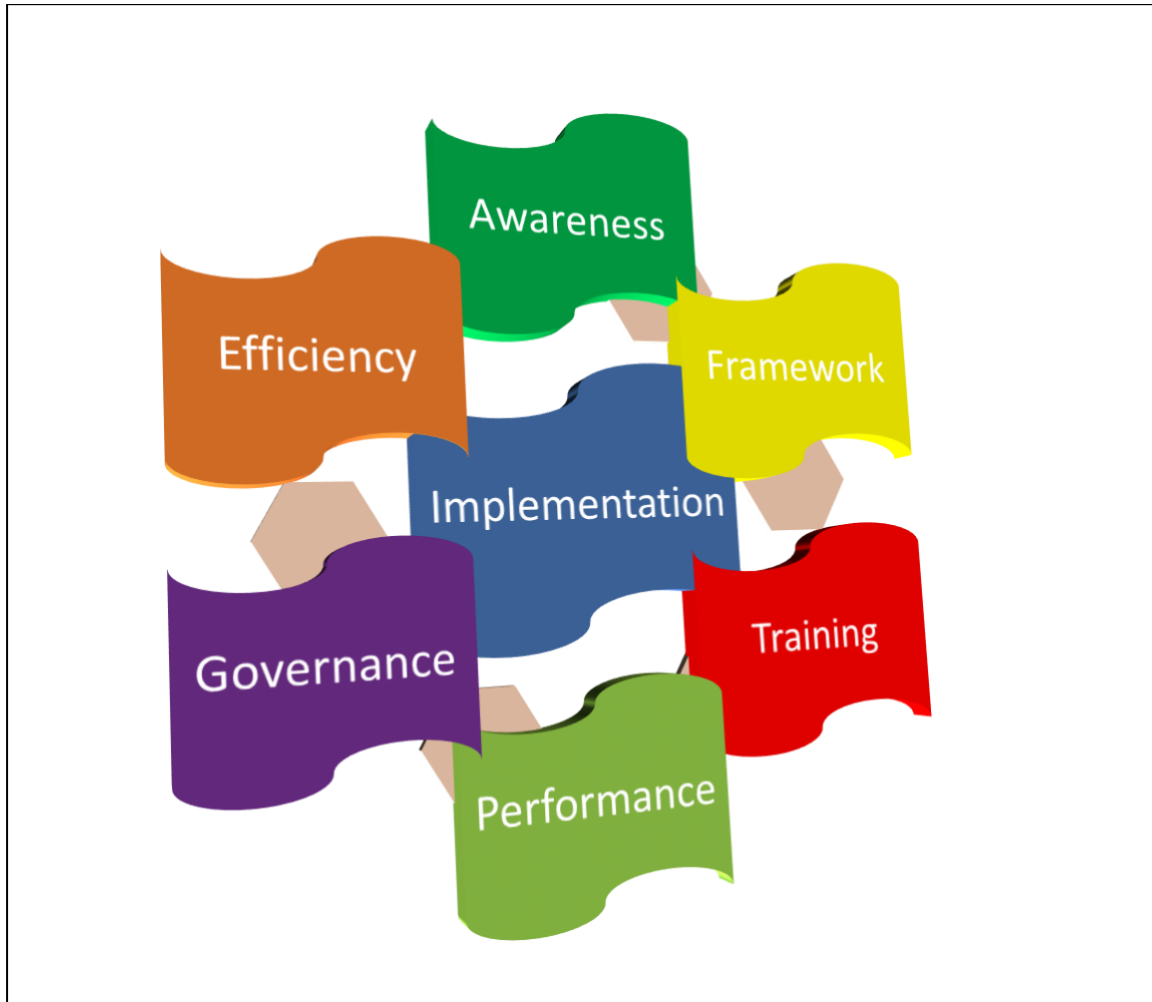 Awareness
Efficiency
Framework
Implementation
Training
Governance
Performance